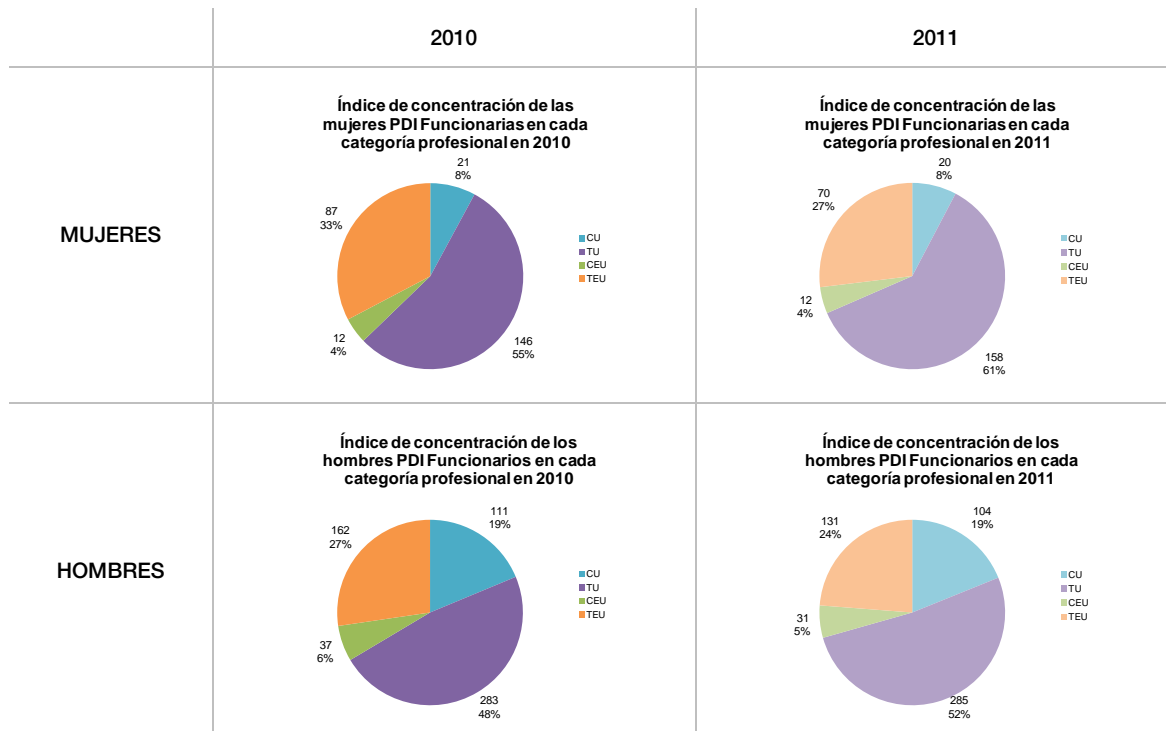 2010
2011
MUJERES
Índice de concentración de las
mujeres PDI Funcionarias en cada
categoría profesional en 2010
21
8%
87
33%
12
4%
146
55%
CU
TU
CEU
TEU
Índice de concentración de las
mujeres PDI Funcionarias en cada
categoría profesional en 2011
20
8%
70
27%
12
4%
158
61%
CU
TU
CEU
TEU
HOMBRES
Índice de concentración de los
hombres PDI Funcionarios en cada
categoría profesional en 2010
111
19%
162
27%
37
6%
283
48%
CU
TU
CEU
TEU
Índice de concentración de los
hombres PDI Funcionarios en cada
categoría profesional en 2011
104
19%
131
24%
31
5%
285
52%
CU
TU
CEU
TEU